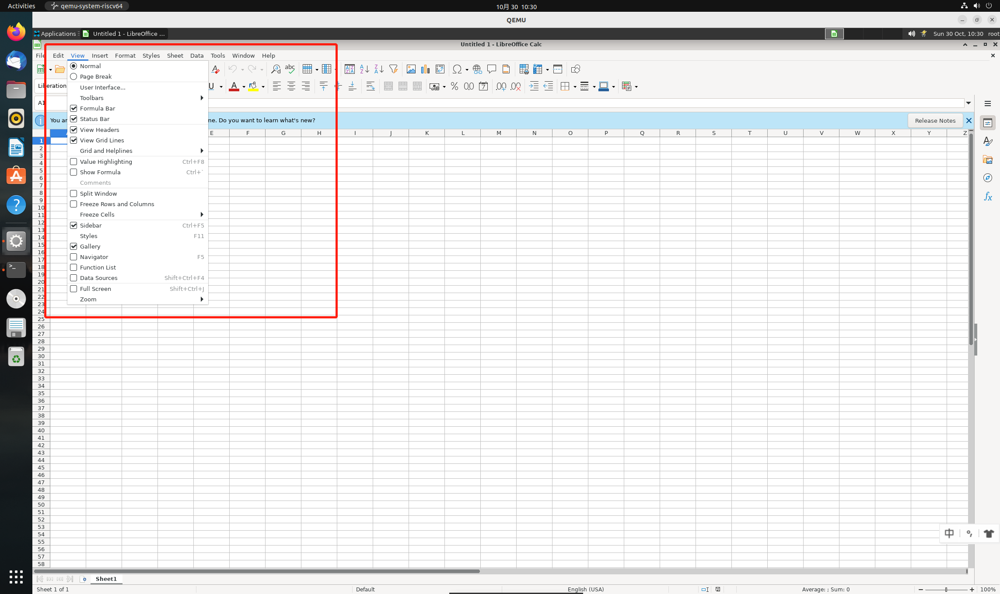 Activities qemu-system-riscv64 10月 30 10:30
QEMU
Applications Untitled 1 - LibreOffice ... Sun 30 Oct, 10:30 root
Untitled 1 - LibreOffice Calc
File Edit View Insert Format Styles Sheet Data Tools Window Help
Normal
Page Break
Liberation
User Interface...
Toolbars
A1
Formula Bar
Status Bar
You ar me. Do you want to learn what's new? Release Notes
View Headers
E F G H I J K L M N O P Q R S T U V W X Y Z
View Grid Lines
Grid and Helplines
Value Highlighting Ctrl+F8
Show Formula Ctrl+`
Comments
Split Window
Freeze Rows and Columns
Freeze Cells
Sidebar Ctrl+F5
Styles F11
Gallery
Navigator F5
Function List
Data Sources Shift+Ctrl+F4
Full Screen Shift+Ctrl+J
Zoom
1
2
3
4
5
6
7
8
9
10
11
12
13
14
15
16
17
18
19
20
21
22
23
24
25
26
27
28
29
30
31
32
33
34
35
36
37
38
39
40
41
42
43
44
45
46
47
48
49
50
51
52
53
54
55
56
57
58
中
Sheet1
Sheet 1 of 1 Default English (USA) Average: ; Sum: 0 100%